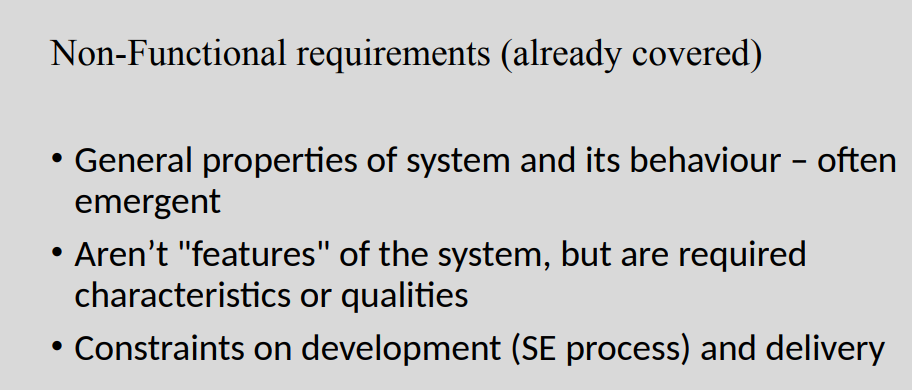 Non-Functional requirements (already covered)
• General properties of system and its behaviour – often
emergent
• Aren’t "features" of the system, but are required
characteristics or qualities
• Constraints on development (SE process) and delivery